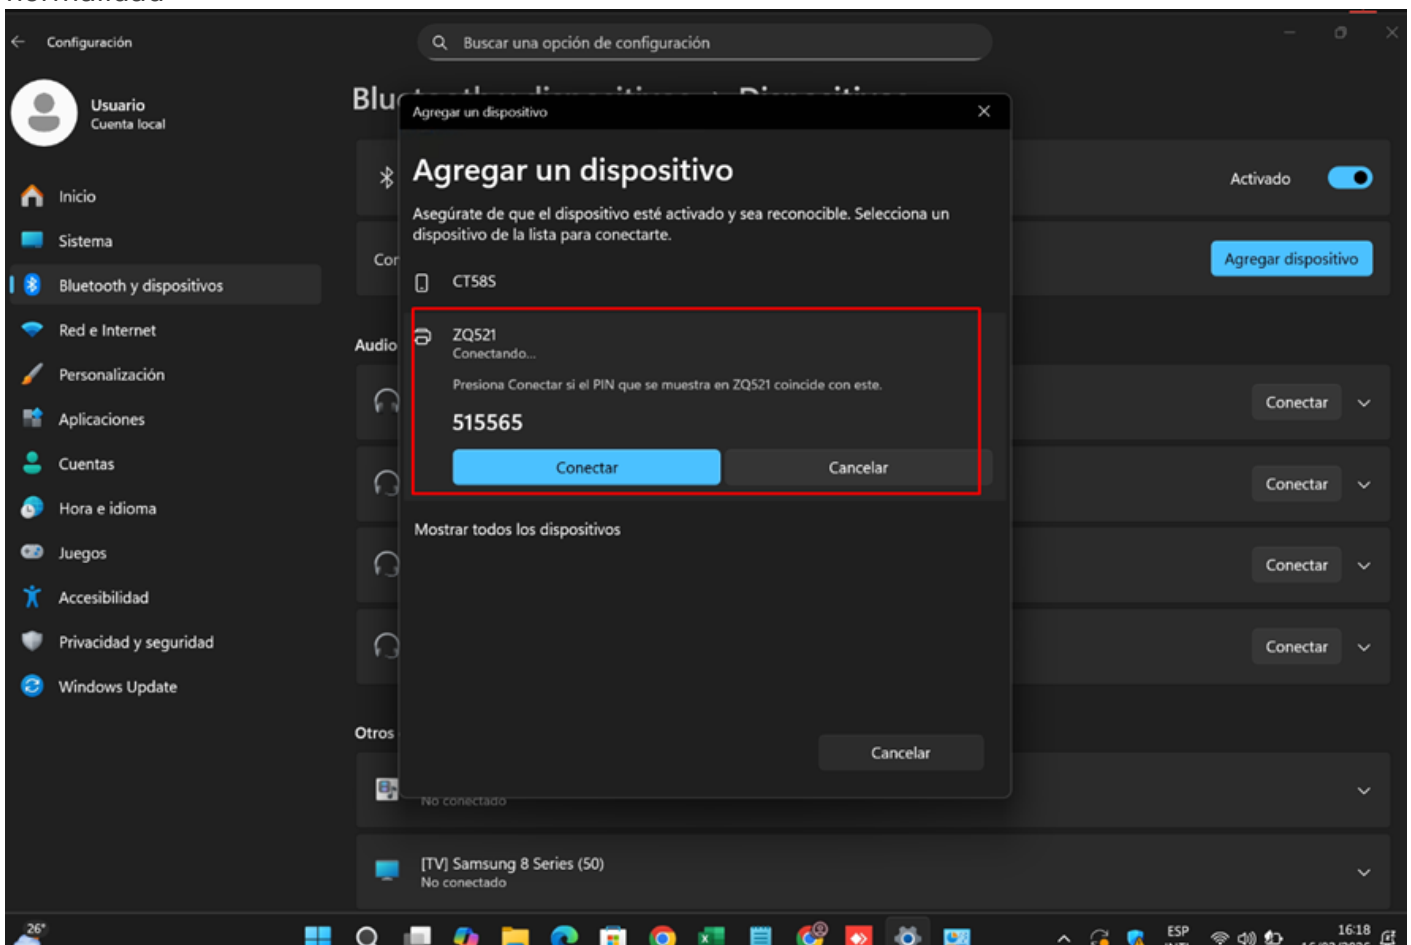 Configuración
Buscar una opción de configuración
Usuario
Cuenta local
Agregar un dispositivo
Agregar un dispositivo
Asegúrate de que el dispositivo esté activado y sea reconocible. Selecciona un
dispositivo de la lista para conectarte.
Activado
Inicio
Sistema
Bluetooth y dispositivos
Red e Internet
Personalización
Aplicaciones
Cuentas
Hora e idioma
Juegos
Accesibilidad
Privacidad y seguridad
Windows Update
Agregar dispositivo
CT58S
Audio
ZQ521
Conectando...
Presiona Conectar si el PIN que se muestra en ZQ521 coincide con este.
515565
Conectar
Cancelar
Mostrar todos los dispositivos
Cancelar
Conectar
Conectar
Conectar
Conectar
Otros
No conectado
[TV] Samsung 8 Series (50)
No conectado
26°
ESP
16:18